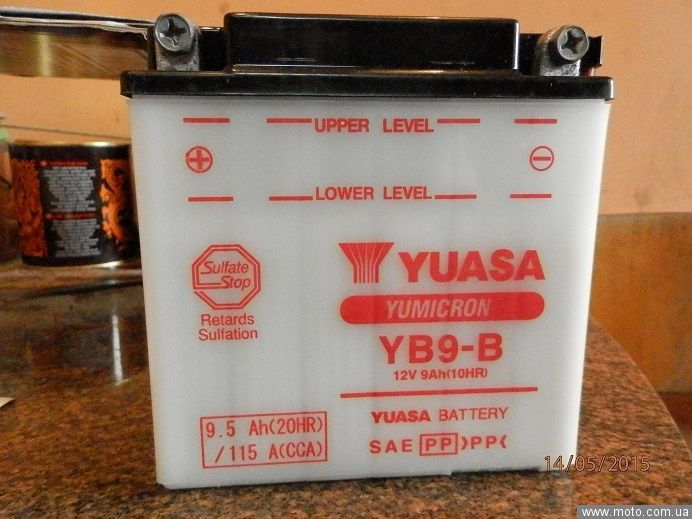 UPPER LEVEL
+ −
LOWER LEVEL
Sulfate
Stop
Retards
Sulfation
YUASA
YUMICRON
YB9-B
12V 9Ah(10HR)
YUASA BATTERY
9.5 Ah(20HR)
/115 A(CCA)
SAE PP >PP<
14/05/2015
www.moto.com.ua